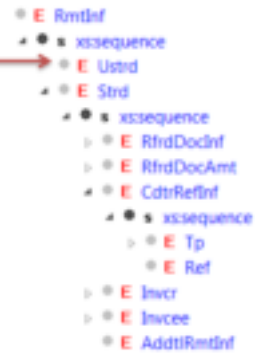 E RmtInf
s xs:sequence
E Ustrd
E Strd
s xs:sequence
E RfrdDocInf
E RfrdDocAmt
E CdtrRefInf
s xs:sequence
E Tp
E Ref
E Invcr
E Invcee
E AddtlRmtInf